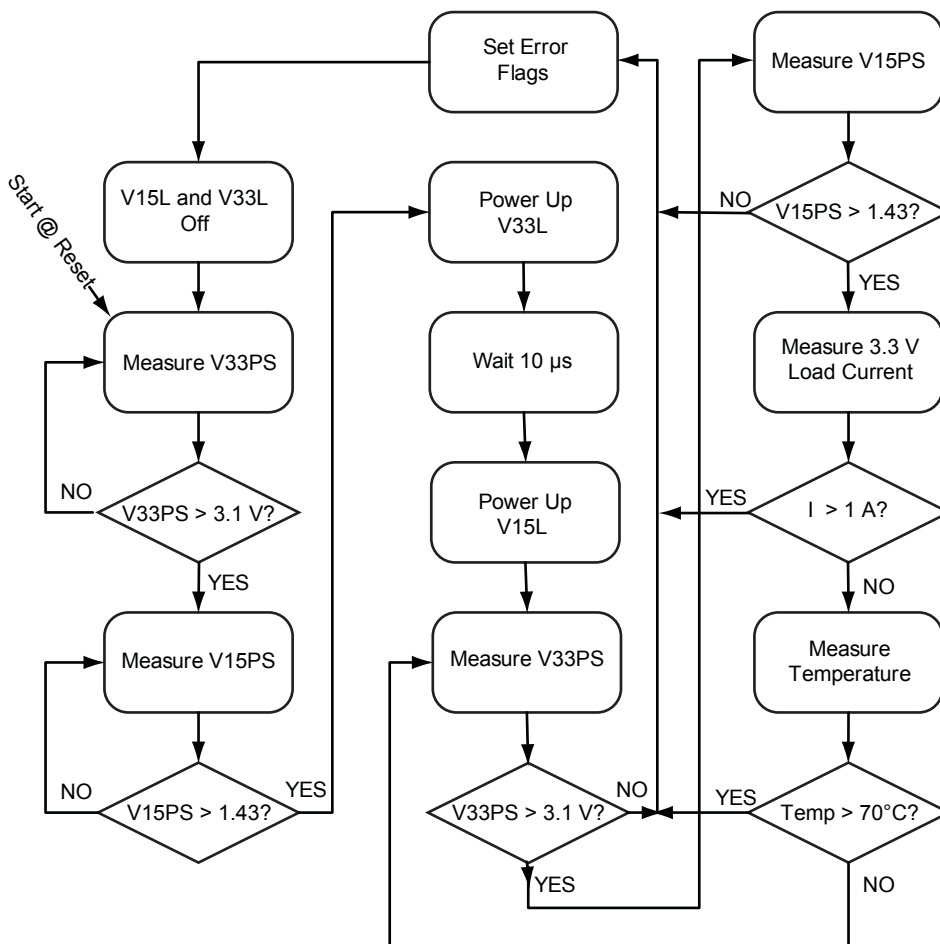 Set Error
Flags
V15L and V33L
Off
Start @ Reset
Measure V33PS
NO
V33PS > 3.1 V?
YES
Measure V15PS
NO
V15PS > 1.43?
YES
Power Up
V33L
Wait 10 µs
Power Up
V15L
Measure V33PS
V33PS > 3.1 V?
NO
YES
Measure V15PS
NO
V15PS > 1.43?
YES
Measure 3.3 V
Load Current
YES
I > 1 A?
NO
Measure
Temperature
YES
Temp > 70°C?
NO